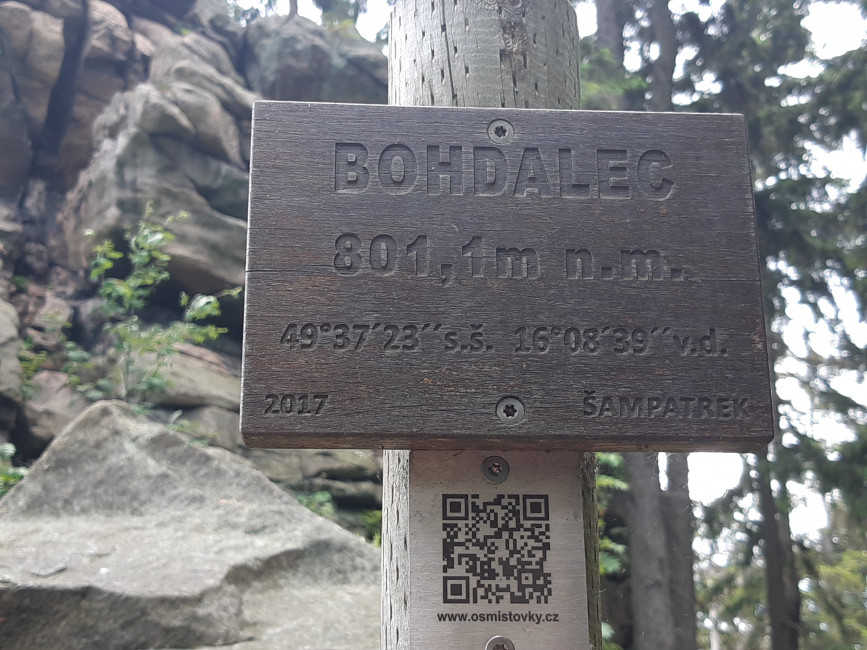 BOHDALEC
801,1m n.m.
49°37´23´´s.š. 16°08´39´´v.d.
2017 ŠAMPATREK
www.osmistovky.cz